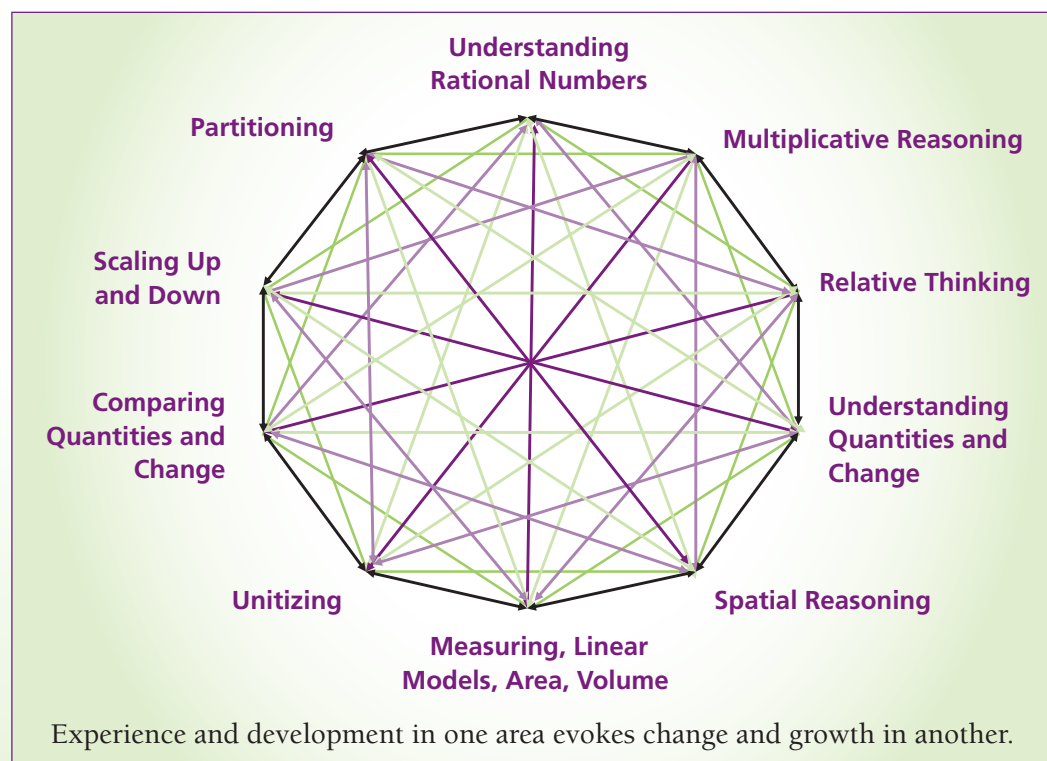 Understanding
Rational Numbers
Partitioning
Multiplicative Reasoning
Scaling Up
and Down
Relative Thinking
Comparing
Quantities and
Change
Understanding
Quantities and
Change
Unitizing
Spatial Reasoning
Measuring, Linear
Models, Area, Volume
Experience and development in one area evokes change and growth in another.